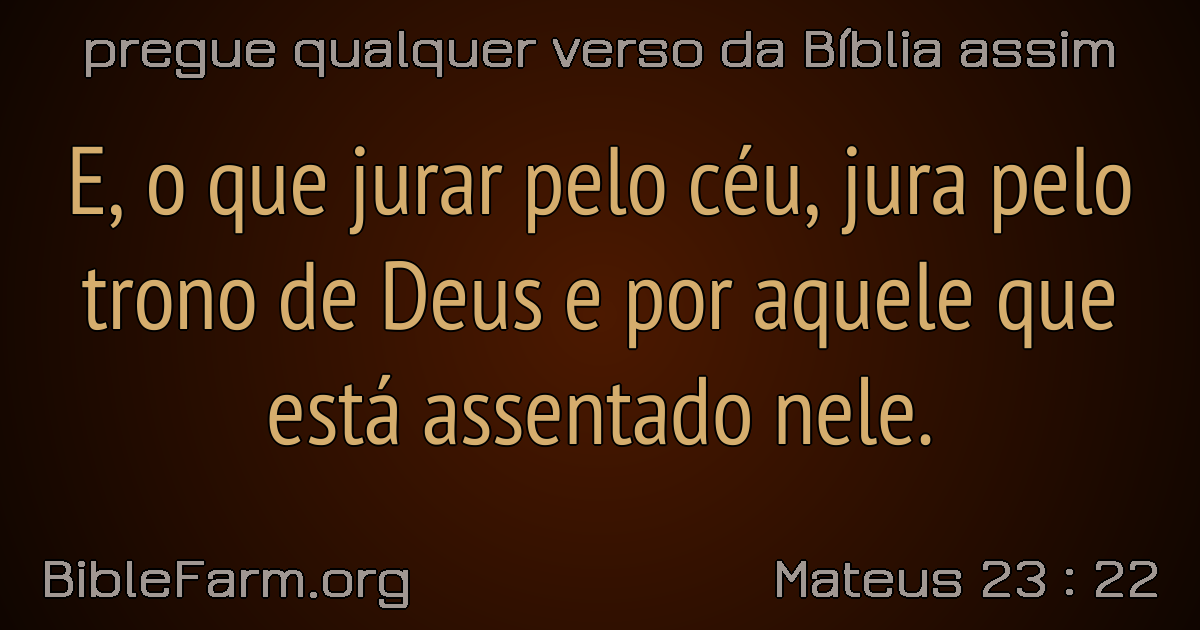 pregue qualquer verso da Bíblia assim
E, o que jurar pelo céu, jura pelo
trono de Deus e por aquele que
está assentado nele.
BibleFarm.org
Mateus 23 : 22